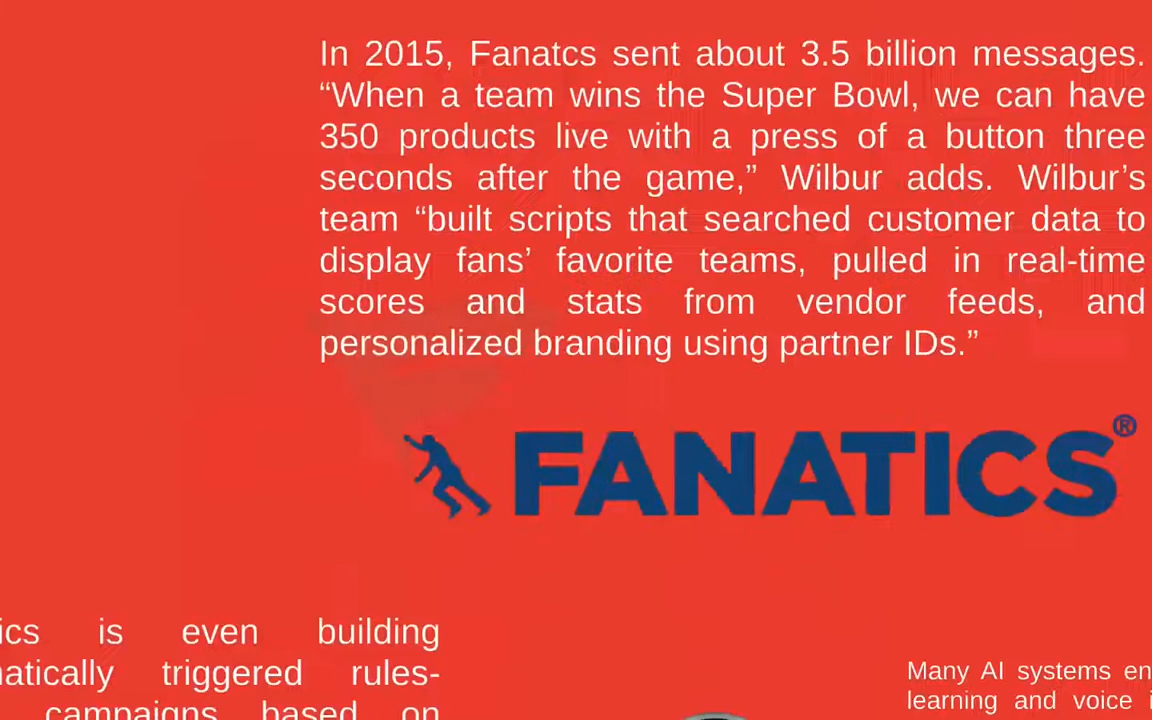 In 2015, Fanatcs sent about 3.5 billion messages.
“When a team wins the Super Bowl, we can have
350 products live with a press of a button three
seconds after the game,” Wilbur adds. Wilbur’s
team “built scripts that searched customer data to
display fans’ favorite teams, pulled in real-time
scores and stats from vendor feeds, and
personalized branding using partner IDs.”
FANATICS®
is even building
triggered rules-
campaigns based on
Many AI systems
learning and voice